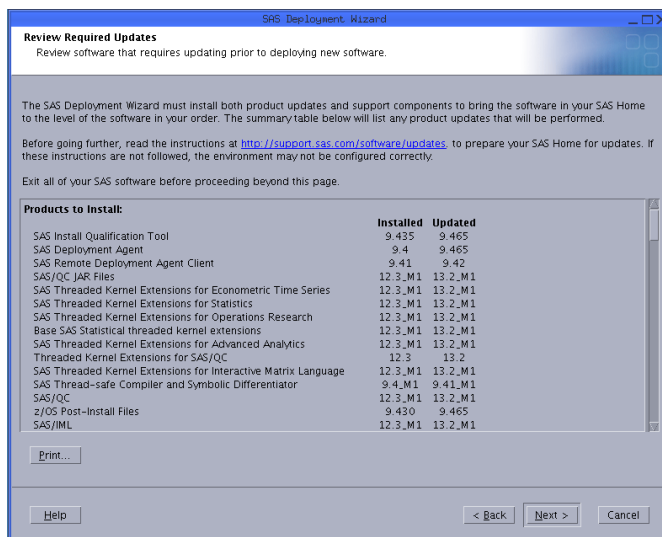 SAS Deployment Wizard
Review Required Updates
Review software that requires updating prior to deploying new software.
The SAS Deployment Wizard must install both product updates and support components to bring the software in your SAS Home
to the level of the software in your order. The summary table below will list any product updates that will be performed.
Before going further, read the instructions at http://support.sas.com/software/updates. to prepare your SAS Home for updates. If
these instructions are not followed, the environment may not be configured correctly.
Exit all of your SAS software before proceeding beyond this page.
Products to Install:
Installed Updated
SAS Install Qualification Tool 9.435 9.465
SAS Deployment Agent 9.4 9.465
SAS Remote Deployment Agent Client 9.41 9.42
SAS/QC JAR Files 12.3_M1 13.2_M1
SAS Threaded Kernel Extensions for Econometric Time Series 12.3_M1 13.2_M1
SAS Threaded Kernel Extensions for Statistics 12.3_M1 13.2_M1
SAS Threaded Kernel Extensions for Operations Research 12.3_M1 13.2_M1
Base SAS Statistical threaded kernel extensions 12.3_M1 13.2_M1
SAS Threaded Kernel Extensions for Advanced Analytics 12.3_M1 13.2_M1
Threaded Kernel Extensions for SAS/QC 12.3 13.2
SAS Threaded Kernel Extensions for Interactive Matrix Language 12.3_M1 13.2_M1
SAS Thread-safe Compiler and Symbolic Differentiator 9.4_M1 9.41_M1
SAS/QC 12.3_M1 13.2_M1
z/OS Post-Install Files 9.430 9.465
SAS/IML 12.3_M1 13.2_M1
Print...
Help
< Back
Next >
Cancel